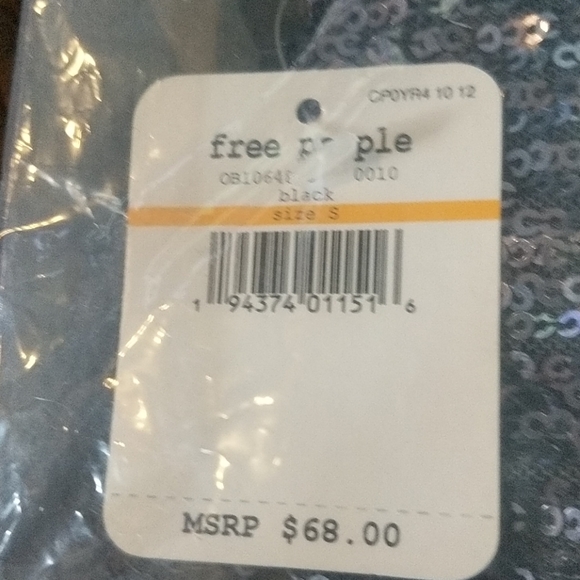 CP0YR4 10 12
free
0010
black
size S
1 94374 01151 6
MSRP $68.00